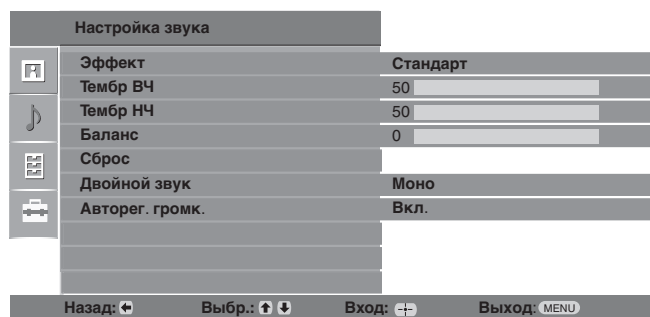 Настройка звука
Эффект Стандарт
Тембр ВЧ 50
Тембр НЧ 50
Баланс 0
Сброс
Двойной звук Моно
Авторег. громк. Вкл.
Назад: Выбр.: Вход: Выход: MENU